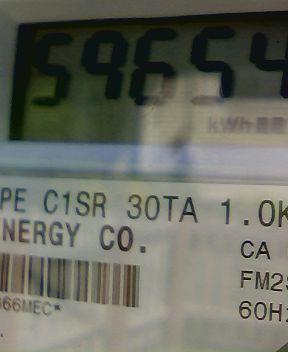 59654
kWh
PE C1SR 30TA 1.0K
NERGY CO.
CA
FM2S
66MEC*
60Hz